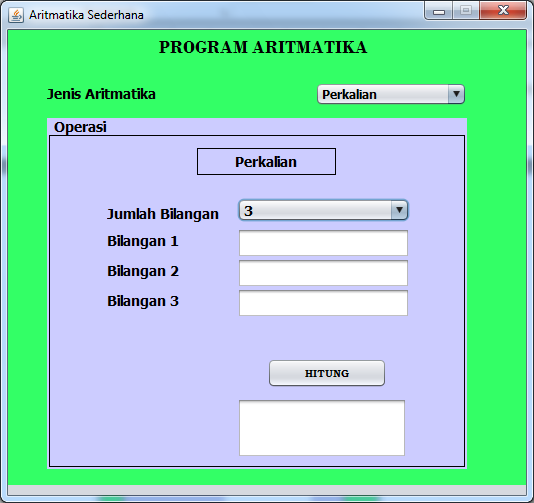 Aritmatika Sederhana
PROGRAM ARITMATIKA
Jenis Aritmatika Perkalian
Operasi
Perkalian
Jumlah Bilangan 3
Bilangan 1
Bilangan 2
Bilangan 3
HITUNG